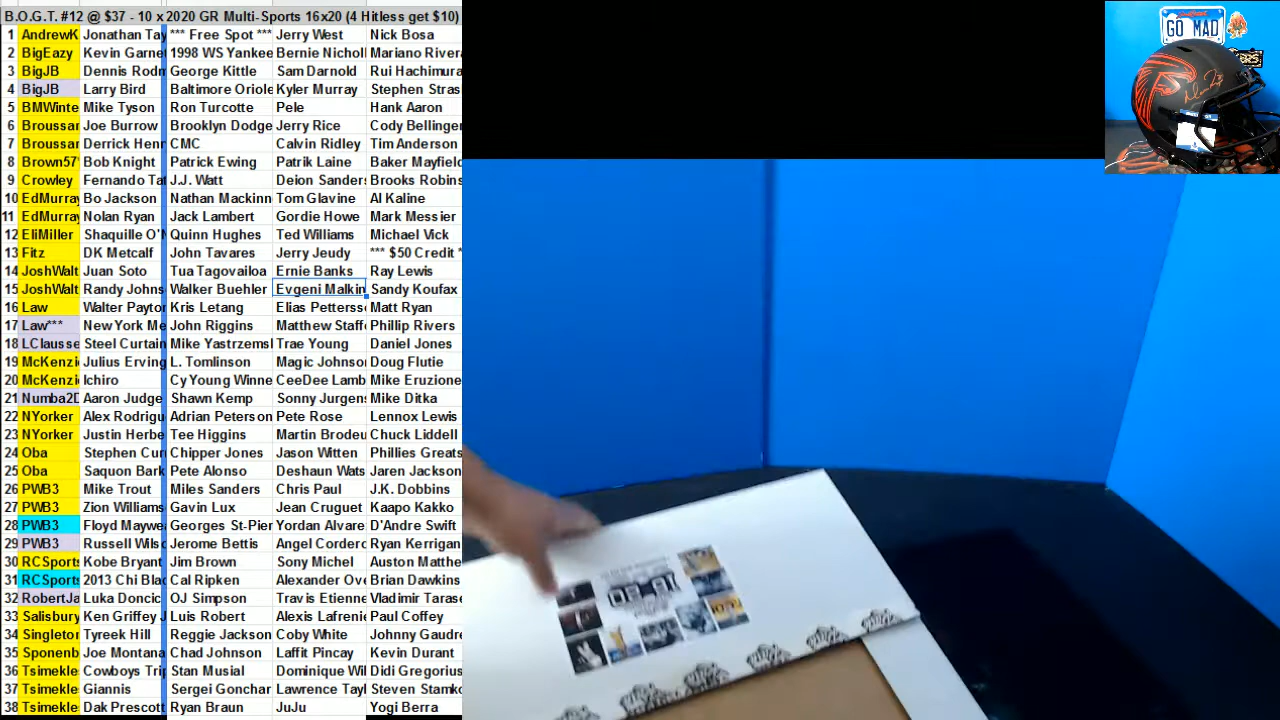 B.O.G.T. #12 @ $37 - 10 x 2020 GR Multi-Sports 16x20 (4 Hitless get $10)
1 AndrewK Jonathan Tay *** Free Spot *** Jerry West Nick Bosa
2 BigEazy Kevin Garne 1998 WS Yankee Bernie Nicholl Mariano River
3 BigJB Dennis Rodm George Kittle Sam Darnold Rui Hachimura
4 BigJB Larry Bird Baltimore Oriole Kyler Murray Stephen Stras
5 BMWinte Mike Tyson Ron Turcotte Pele Hank Aaron
6 Broussar Joe Burrow Brooklyn Dodge Jerry Rice Cody Bellinger
7 Broussar Derrick Henr CMC Calvin Ridley Tim Anderson
8 Brown57 Bob Knight Patrick Ewing Patrik Laine Baker Mayfield
9 Crowley Fernando Tat J.J. Watt Deion Sanders Brooks Robins
10 EdMurray Bo Jackson Nathan Mackinn Tom Glavine Al Kaline
11 EdMurray Nolan Ryan Jack Lambert Gordie Howe Mark Messier
12 EliMiller Shaquille O'N Quinn Hughes Ted Williams Michael Vick
13 Fitz DK Metcalf John Tavares Jerry Jeudy *** $50 Credit *
14 JoshWalt Juan Soto Tua Tagovailoa Ernie Banks Ray Lewis
15 JoshWalt Randy Johns Walker Buehler Evgeni Malkin Sandy Koufax
16 Law Walter Payto Kris Letang Elias Petterss Matt Ryan
17 Law*** New York Me John Riggins Matthew Staff Phillip Rivers
18 LClausse Steel Curtain Mike Yastrzemsl Trae Young Daniel Jones
19 McKenzi Julius Erving L. Tomlinson Magic Johnso Doug Flutie
20 McKenzi Ichiro Cy Young Winne CeeDee Lamb Mike Eruzione
21 Numba2D Aaron Judge Shawn Kemp Sonny Jurgens Mike Ditka
22 NYorker Alex Rodrigu Adrian Peterson Pete Rose Lennox Lewis
23 NYorker Justin Herbe Tee Higgins Martin Brodeu Chuck Liddell
24 Oba Stephen Cur Chipper Jones Jason Witten Phillies Greats
25 Oba Saquon Bark Pete Alonso Deshaun Wats Jaren Jackson
26 PWB3 Mike Trout Miles Sanders Chris Paul J.K. Dobbins
27 PWB3 Zion Williams Gavin Lux Jean Cruguet Kaapo Kakko
28 PWB3 Floyd Maywe Georges St-Pier Yordan Alvare D'Andre Swift
29 PWB3 Russell Wils Jerome Bettis Angel Corderc Ryan Kerrigan
30 RCSports Kobe Bryant Jim Brown Sony Michel Auston Matthe
31 RCSports 2013 Chi Blac Cal Ripken Alexander Ove Brian Dawkins
32 RobertJa Luka Doncic OJ Simpson Travis Etienne Vladimir Tarase
33 Salisbury Ken Griffey J Luis Robert Alexis Lafrenie Paul Coffey
34 Singleton Tyreek Hill Reggie Jackson Coby White Johnny Gaudre
35 Sponenb Joe Montana Chad Johnson Laffit Pincay Kevin Durant
36 Tsimekle Cowboys Trip Stan Musial Dominique Wil Didi Gregorius
37 Tsimekle Giannis Sergei Gonchar Lawrence Tayl Steven Stamko
38 Tsimekle Dak Prescott Ryan Braun JuJu Yogi Berra
GO MAD